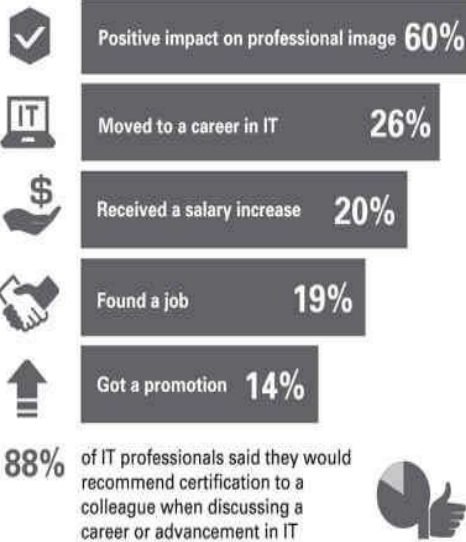 Positive impact on professional image 60%
IT
Moved to a career in IT 26%
$
Received a salary increase 20%
Found a job 19%
Got a promotion 14%
88% of IT professionals said they would
recommend certification to a
colleague when discussing a
career or advancement in IT